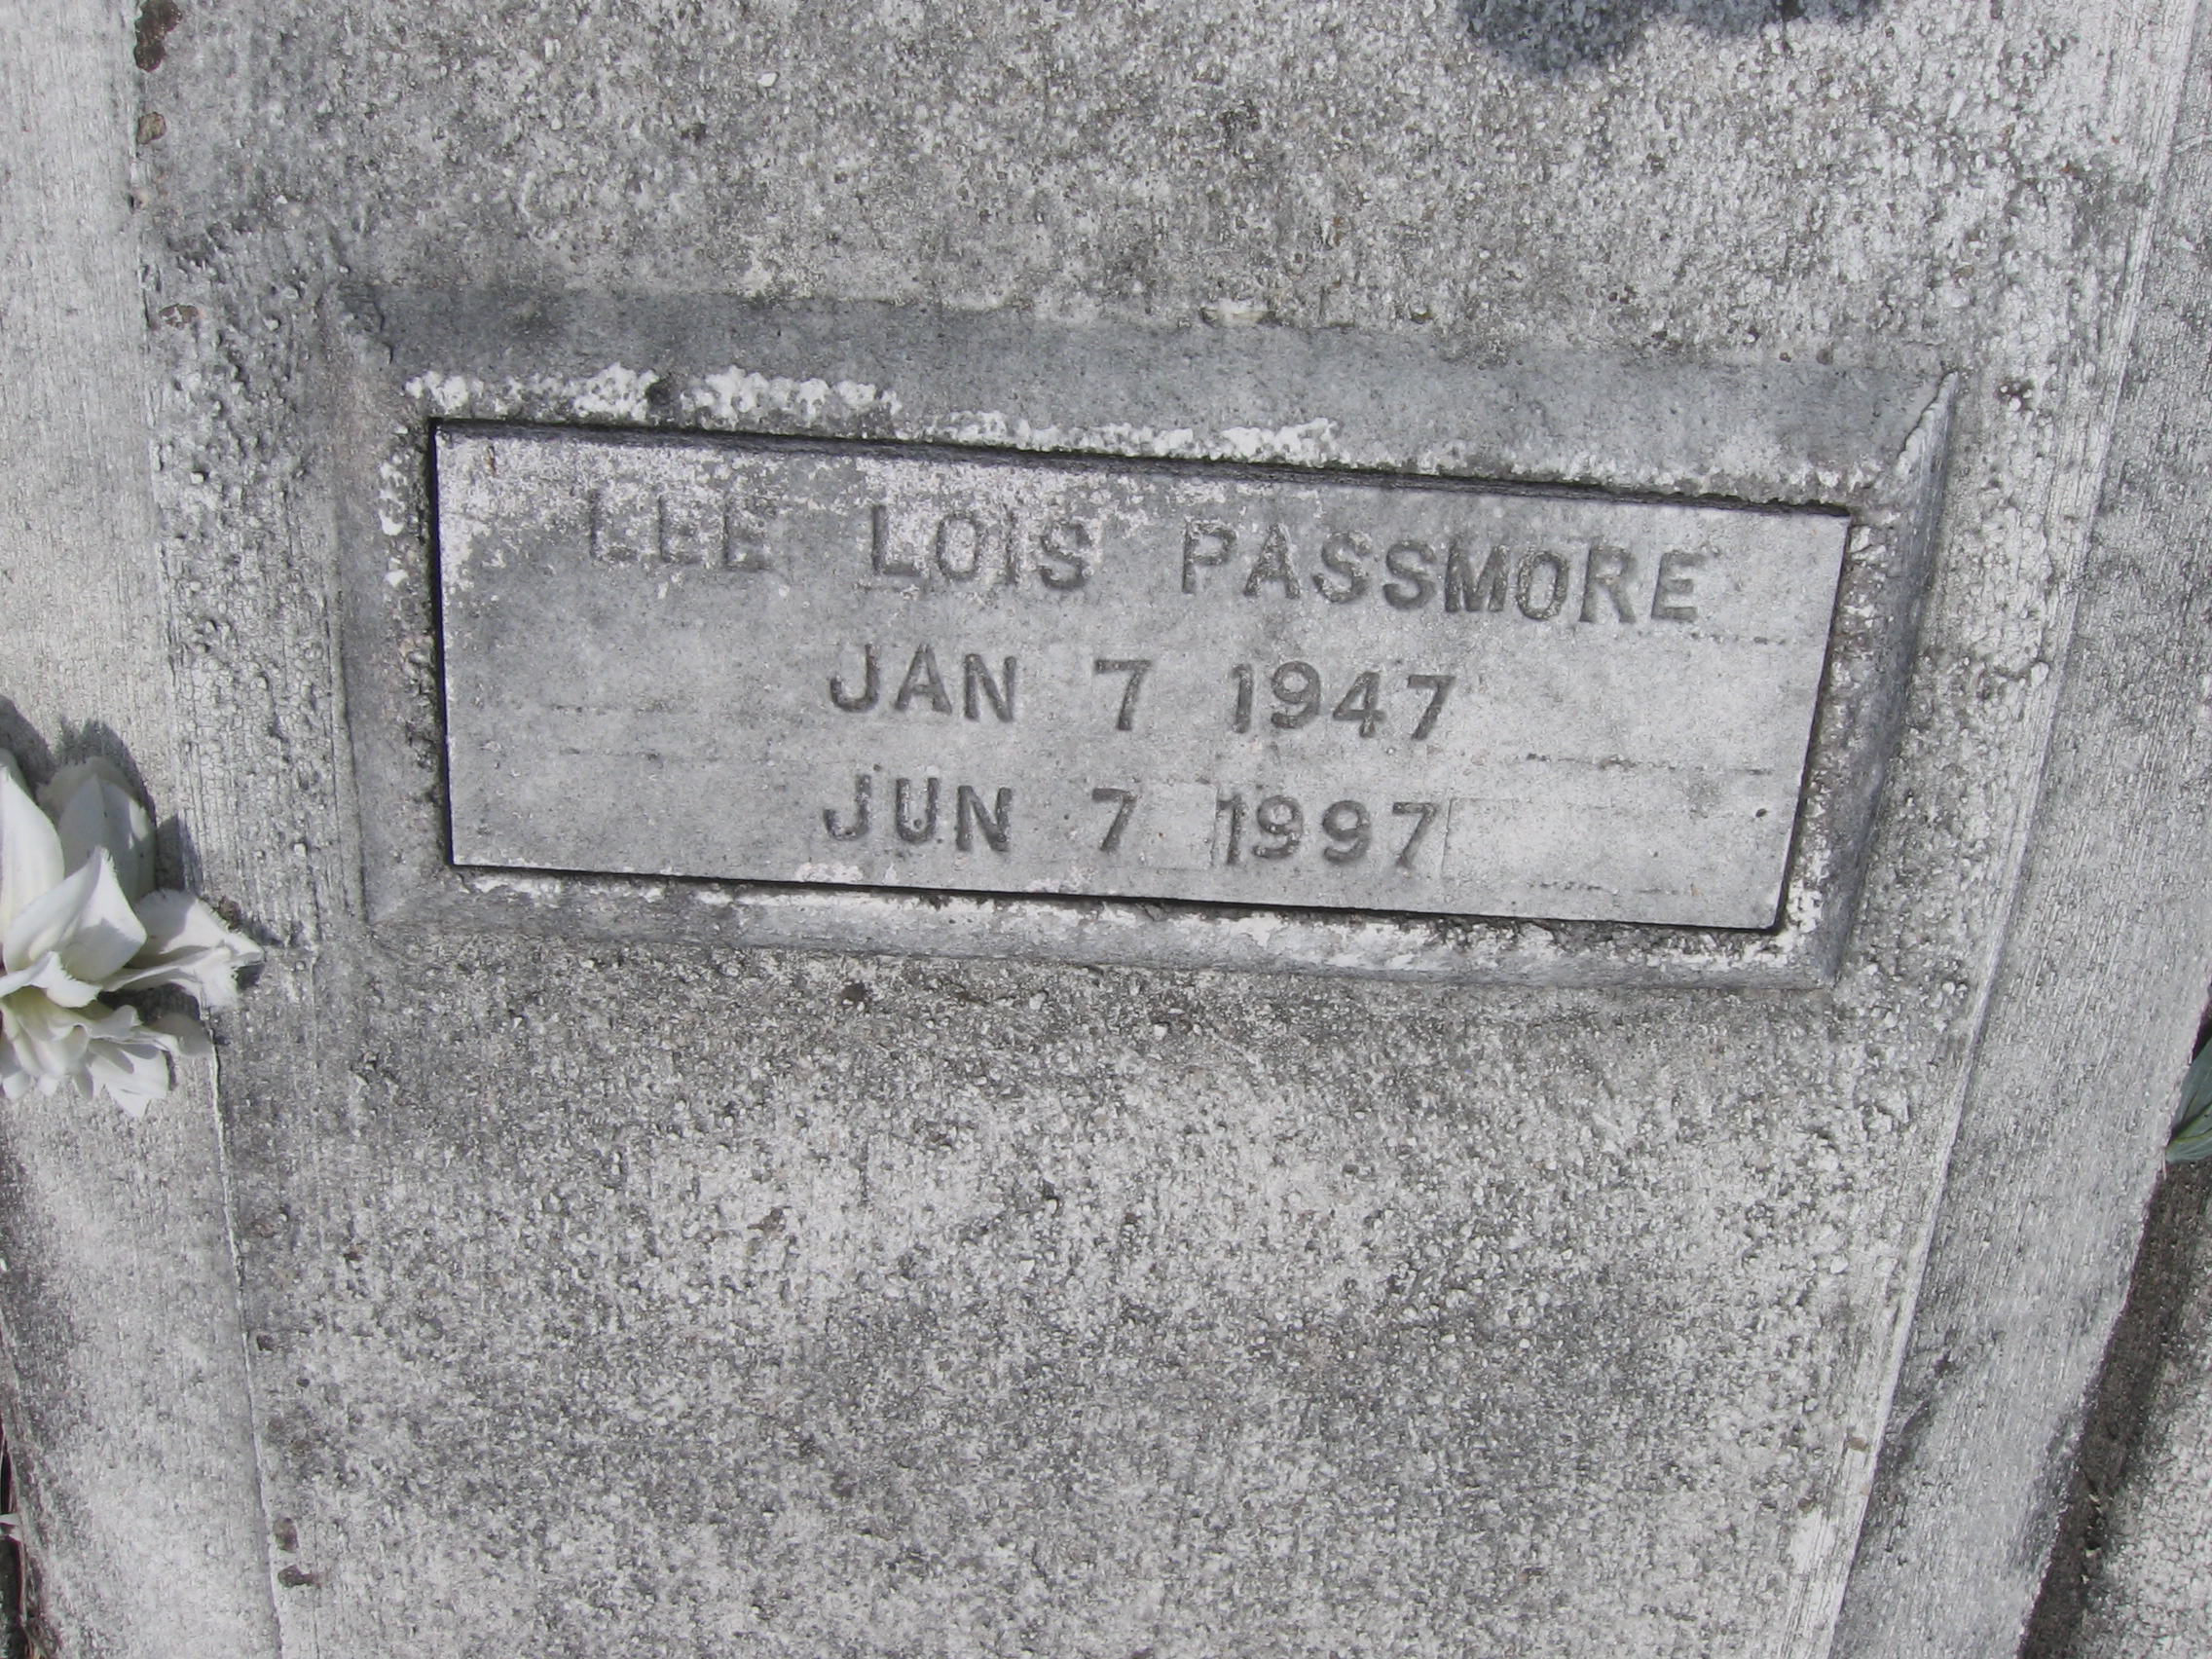 LEE LOIS PASSMORE
JAN 7 1947
JUN 7 1997